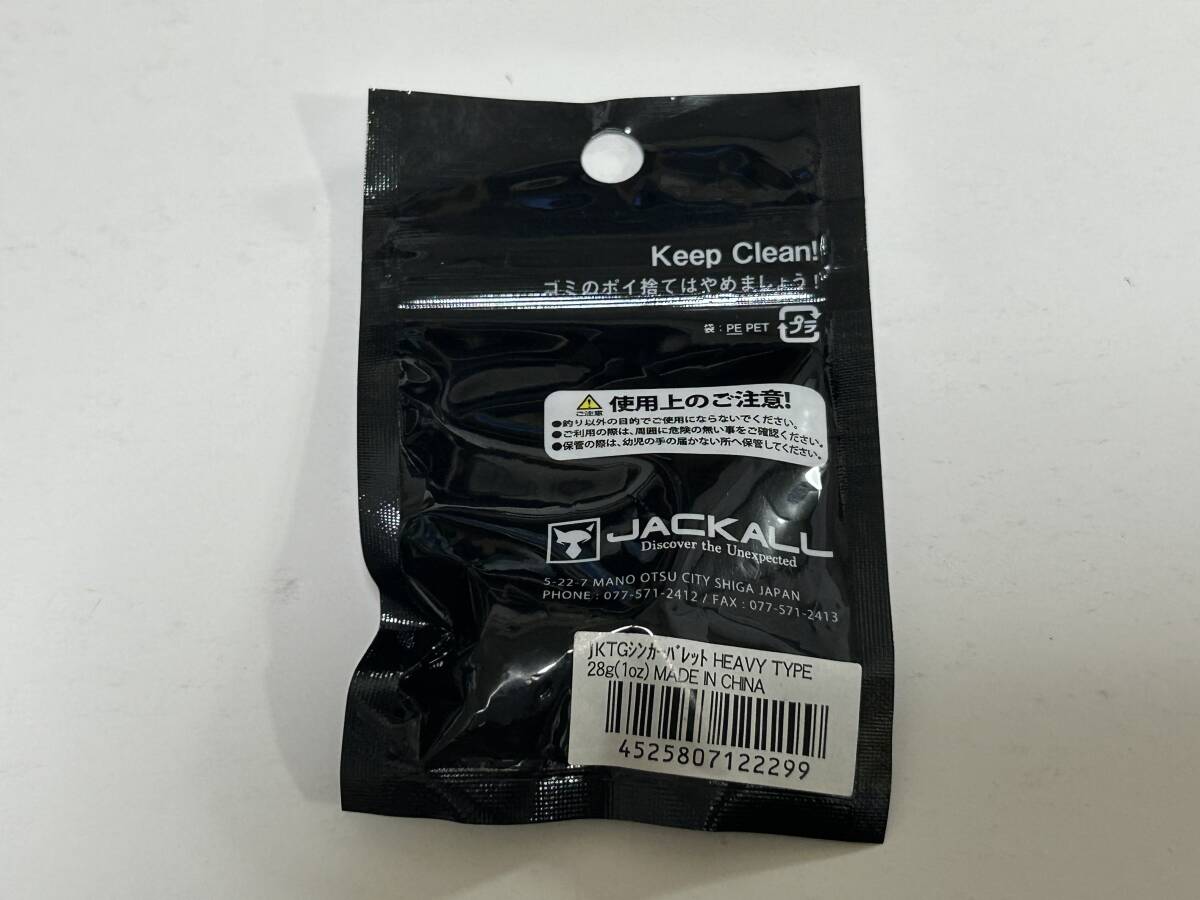 Keep Clean!
ゴミのポイ捨てはやめましょう!
袋：PE PET
プラ
ご注意
使用上のご注意!
●釣り以外の目的でご使用にならないでください。
●ご利用の際は、周囲に危険の無い事をご確認ください。
●保管の際は、幼児の手の届かない所へ保管してください。
JACKALL
Discover the Unexpected
5-22-7 MANO OTSU CITY SHIGA JAPAN
PHONE : 077-571-2412 / FAX : 077-571-2413
JKTGｼﾝｶｰﾊﾞﾚｯﾄ HEAVY TYPE
28g(1oz) MADE IN CHINA
4525807122299